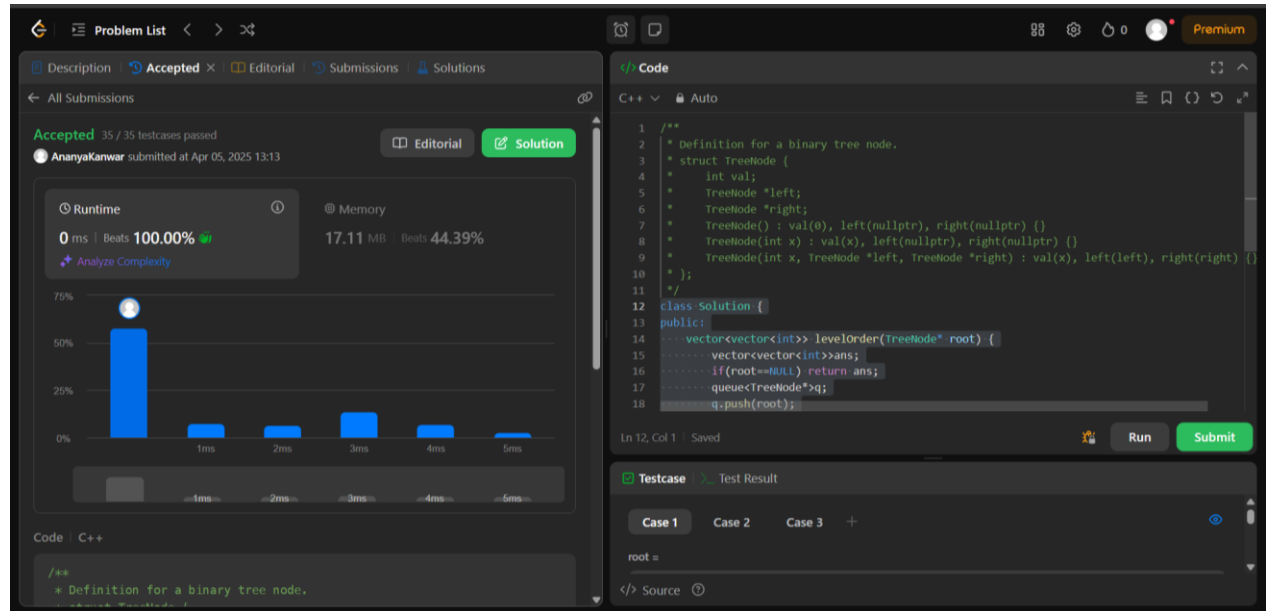 Problem List
0
Premium
Description
Accepted
Editorial
Submissions
Solutions
All Submissions
Accepted 35 / 35 testcases passed
AnanyaKanwar submitted at Apr 05, 2025 13:13
Editorial
Solution
Runtime
0 ms | Beats 100.00%
Analyze Complexity
Memory
17.11 MB | Beats 44.39%
75%
50%
25%
0%
1ms 2ms 3ms 4ms 5ms
1ms 2ms 3ms 4ms 5ms
Code | C++
/**
* Definition for a binary tree node.
* struct TreeNode {
</> Code
C++ Auto
1 /**
2 * Definition for a binary tree node.
3 * struct TreeNode {
4 * int val;
5 * TreeNode *left;
6 * TreeNode *right;
7 * TreeNode() : val(0), left(nullptr), right(nullptr) {}
8 * TreeNode(int x) : val(x), left(nullptr), right(nullptr) {}
9 * TreeNode(int x, TreeNode *left, TreeNode *right) : val(x), left(left), right(right) {}
10 * };
11 */
12 class Solution {
13 public:
14 vector<vector<int>> levelOrder(TreeNode* root) {
15 vector<vector<int>>ans;
16 if(root==NULL) return ans;
17 queue<TreeNode*>q;
18 q.push(root);
Ln 12, Col 1 | Saved
Run
Submit
Testcase
>_ Test Result
Case 1
Case 2
Case 3
+
root =
</> Source